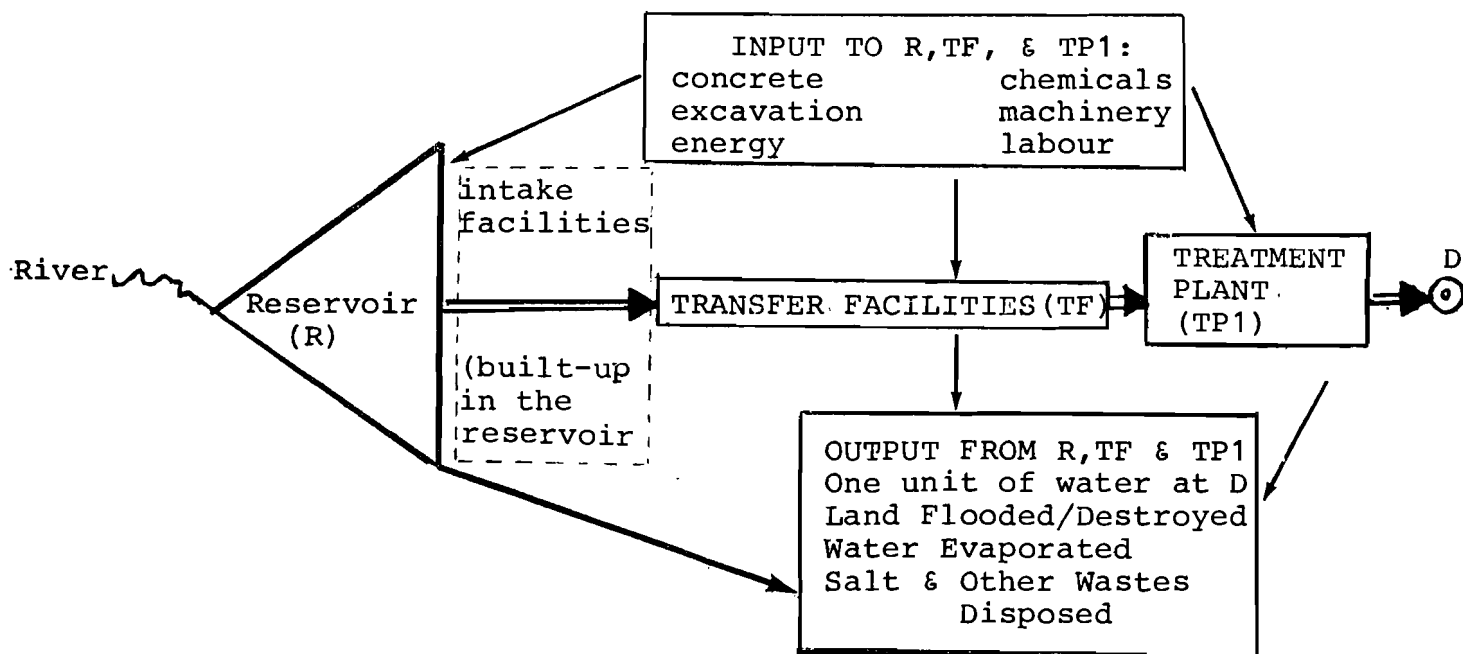 INPUT TO R,TF, & TP1:
concrete chemicals
excavation machinery
energy labour
intake
facilities
River
Reservoir
(R)
(built-up
in the
reservoir
TRANSFER FACILITIES(TF)
TREATMENT
PLANT
(TP1)
D
OUTPUT FROM R,TF & TP1
One unit of water at D
Land Flooded/Destroyed
Water Evaporated
Salt & Other Wastes
Disposed